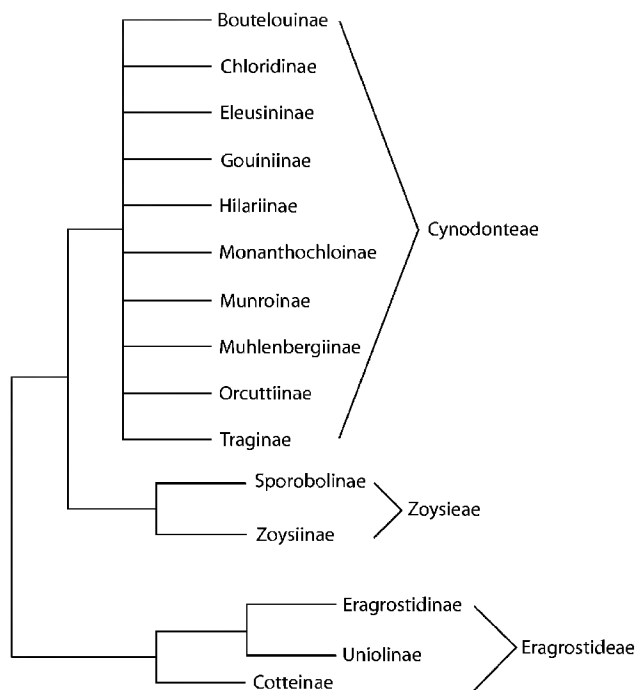 Boutelouinae
Chloridinae
Eleusininae
Gouiniinae
Hilariinae
Cynodonteae
Monanthochloinae
Munroinae
Muhlenbergiinae
Orcuttiinae
Traginae
Sporobolinae
Zoysieae
Zoysiinae
Eragrostidinae
Eragrostideae
Uniolinae
Cotteinae